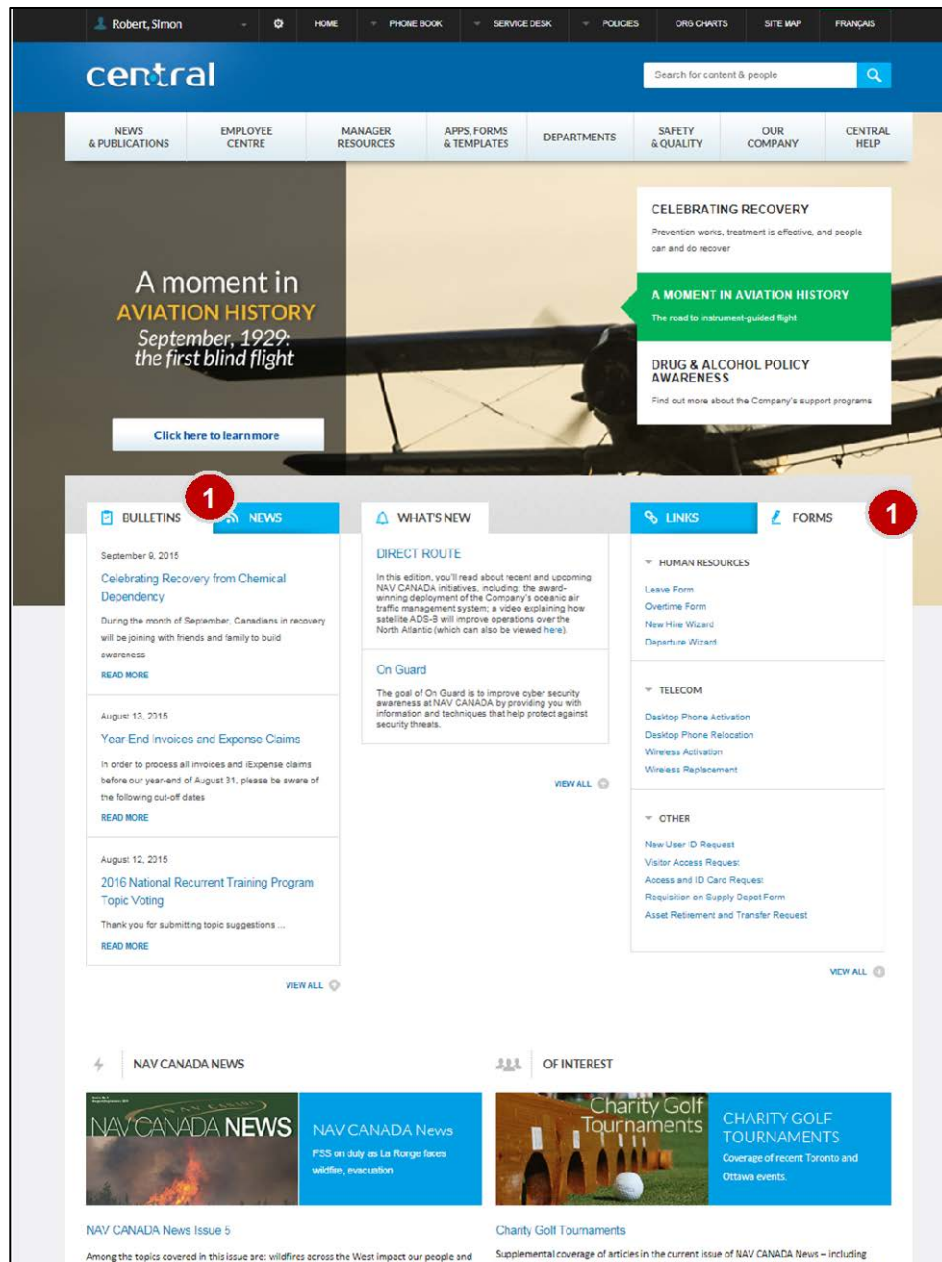 Robert, Simon
HOME
PHONE BOOK
SERVICE DESK
POLICIES
ORG CHARTS
SITE MAP
FRANÇAIS
central
Search for content & people
NEWS
& PUBLICATIONS
EMPLOYEE
CENTRE
MANAGER
RESOURCES
APPS, FORMS
& TEMPLATES
DEPARTMENTS
SAFETY
& QUALITY
OUR
COMPANY
CENTRAL
HELP
A moment in
AVIATION HISTORY
September, 1929:
the first blind flight
Click here to learn more
CELEBRATING RECOVERY
Prevention works, treatment is effective, and people
can and do recover
A MOMENT IN AVIATION HISTORY
The road to instrument-guided flight
DRUG & ALCOHOL POLICY
AWARENESS
Find out more about the Company's support programs
BULLETINS
1
NEWS
September 9, 2015
Celebrating Recovery from Chemical
Dependency
During the month of September, Canadians in recovery
will be joining with friends and family to build
awareness
READ MORE
August 13, 2015
Year End Invoices and Expense Claims
In order to process all invoices and iExpense claims
before our year-end of August 31, please be aware of
the following cut-off dates
READ MORE
August 12, 2015
2016 National Recurrent Training Program
Topic Voting
Thank you for submitting topic suggestions ...
READ MORE
VIEW ALL
WHAT'S NEW
DIRECT ROUTE
In this edition, you'll read about recent and upcoming
NAV CANADA initiatives, including: the award-
winning deployment of the Company's oceanic air
traffic management system; a video explaining how
satellite ADS-B will improve operations over the
North Atlantic (which can also be viewed here).
On Guard
The goal of On Guard is to improve cyber security
awareness at NAV CANADA by providing you with
information and techniques that help protect against
security threats.
VIEW ALL
LINKS
FORMS
1
HUMAN RESOURCES
Leave Form
Overtime Form
New Hire Wizard
Departure Wizard
TELECOM
Desktop Phone Activation
Desktop Phone Relocation
Wireless Activation
Wireless Replacement
OTHER
New User ID Request
Visitor Access Request
Access and ID Card Request
Requisition on Supply Depot Form
Asset Retirement and Transfer Request
VIEW ALL
NAV CANADA NEWS
NAV CANADA NEWS
NAV CANADA News
FSS on duty as La Ronge faces
wildfire, evacuation
NAV CANADA News Issue 5
Among the topics covered in this issue are: wildfires across the West impact our people and
OF INTEREST
Charity Golf
Tournaments
CHARITY GOLF
TOURNAMENTS
Coverage of recent Toronto and
Ottawa events.
Charity Golf Tournaments
Supplemental coverage of articles in the current issue of NAV CANADA News – including